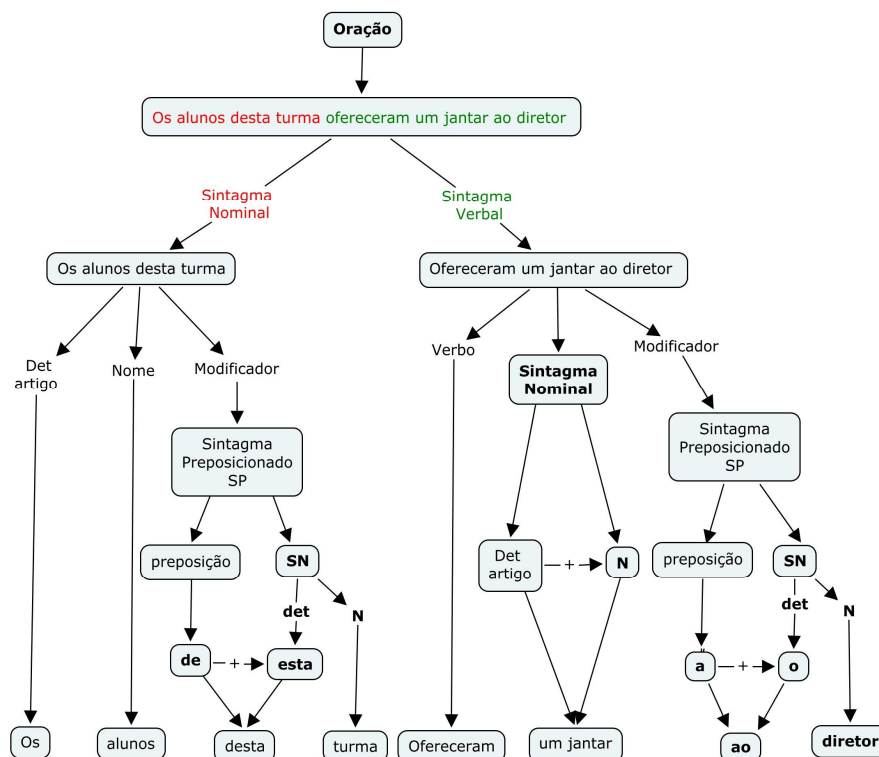 Oração
Os alunos desta turma ofereceram um jantar ao diretor
Sintagma
Nominal
Sintagma
Verbal
Os alunos desta turma
Ofereceram um jantar ao diretor
Det
artigo
Nome
Modificador
Verbo
Sintagma
Nominal
Modificador
Sintagma
Preposicionado
SP
Sintagma
Preposicionado
SP
preposição
SN
Det
artigo
+
N
preposição
SN
det
N
det
N
de
+
esta
a
+
o
Os
alunos
desta
turma
Ofereceram
um jantar
ao
diretor